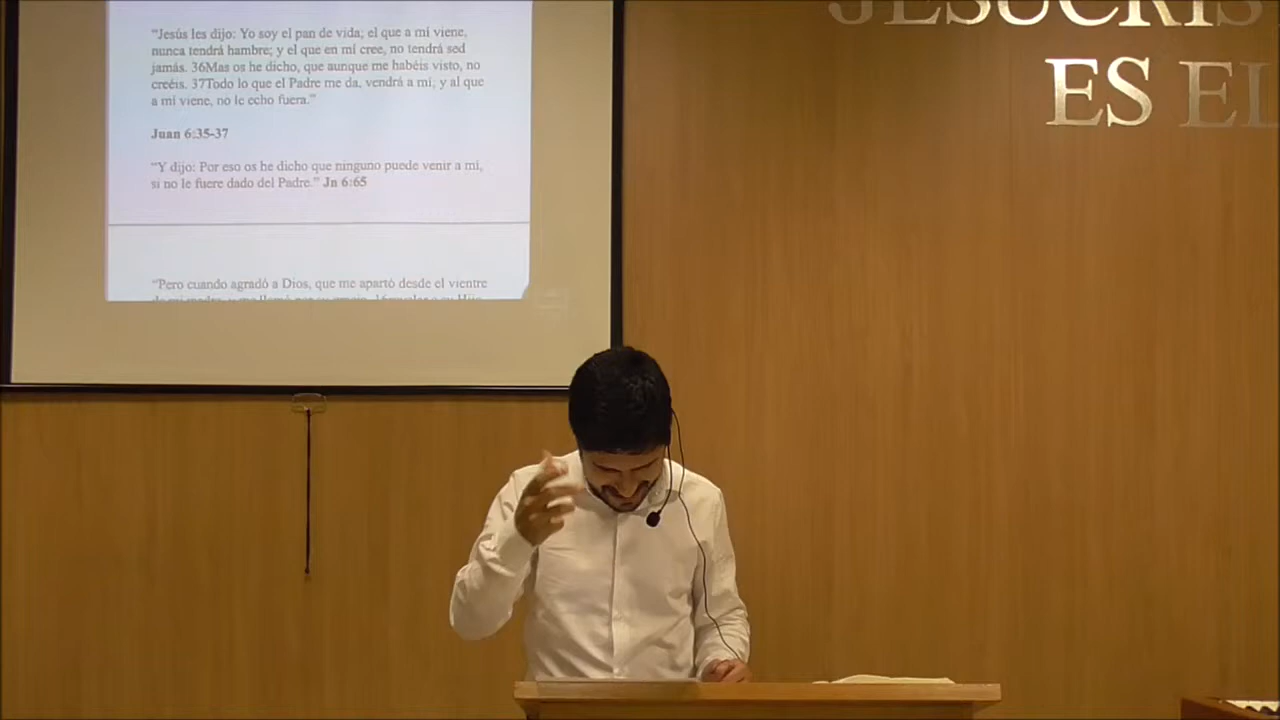 "Jesús les dijo: Yo soy el pan de vida; el que a mí viene,
nunca tendrá hambre; y el que en mí cree, no tendrá sed
jamás. 36Mas os he dicho, que aunque me habéis visto, no
creéis. 37Todo lo que el Padre me da, vendrá a mí; y al que
a mí viene, no le echo fuera."
Juan 6:35-37
"Y dijo: Por eso os he dicho que ninguno puede venir a mí,
si no le fuere dado del Padre." Jn 6:65
"Pero cuando agradó a Dios, que me apartó desde el vientre
JESUCRIS
ES EL